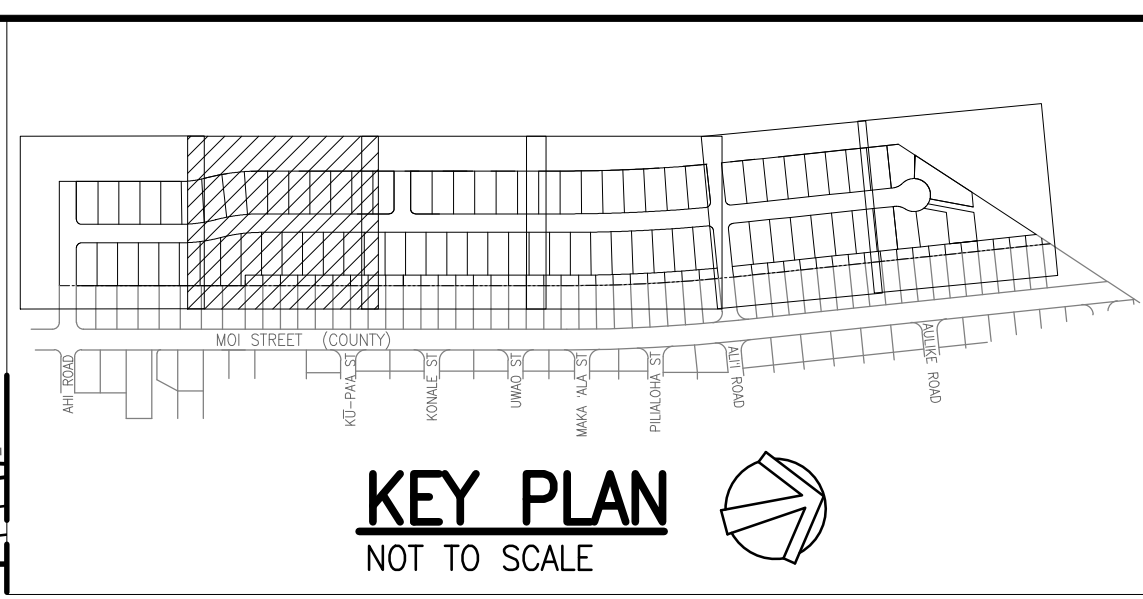 MOI STREET (COUNTY)
AHI ROAD
KŪ-PA'A ST
KONALE ST
UWAO ST
MAKA 'ALA ST
PILIALOHA ST
ALI'I ROAD
AULIKE ROAD
KEY PLAN
NOT TO SCALE